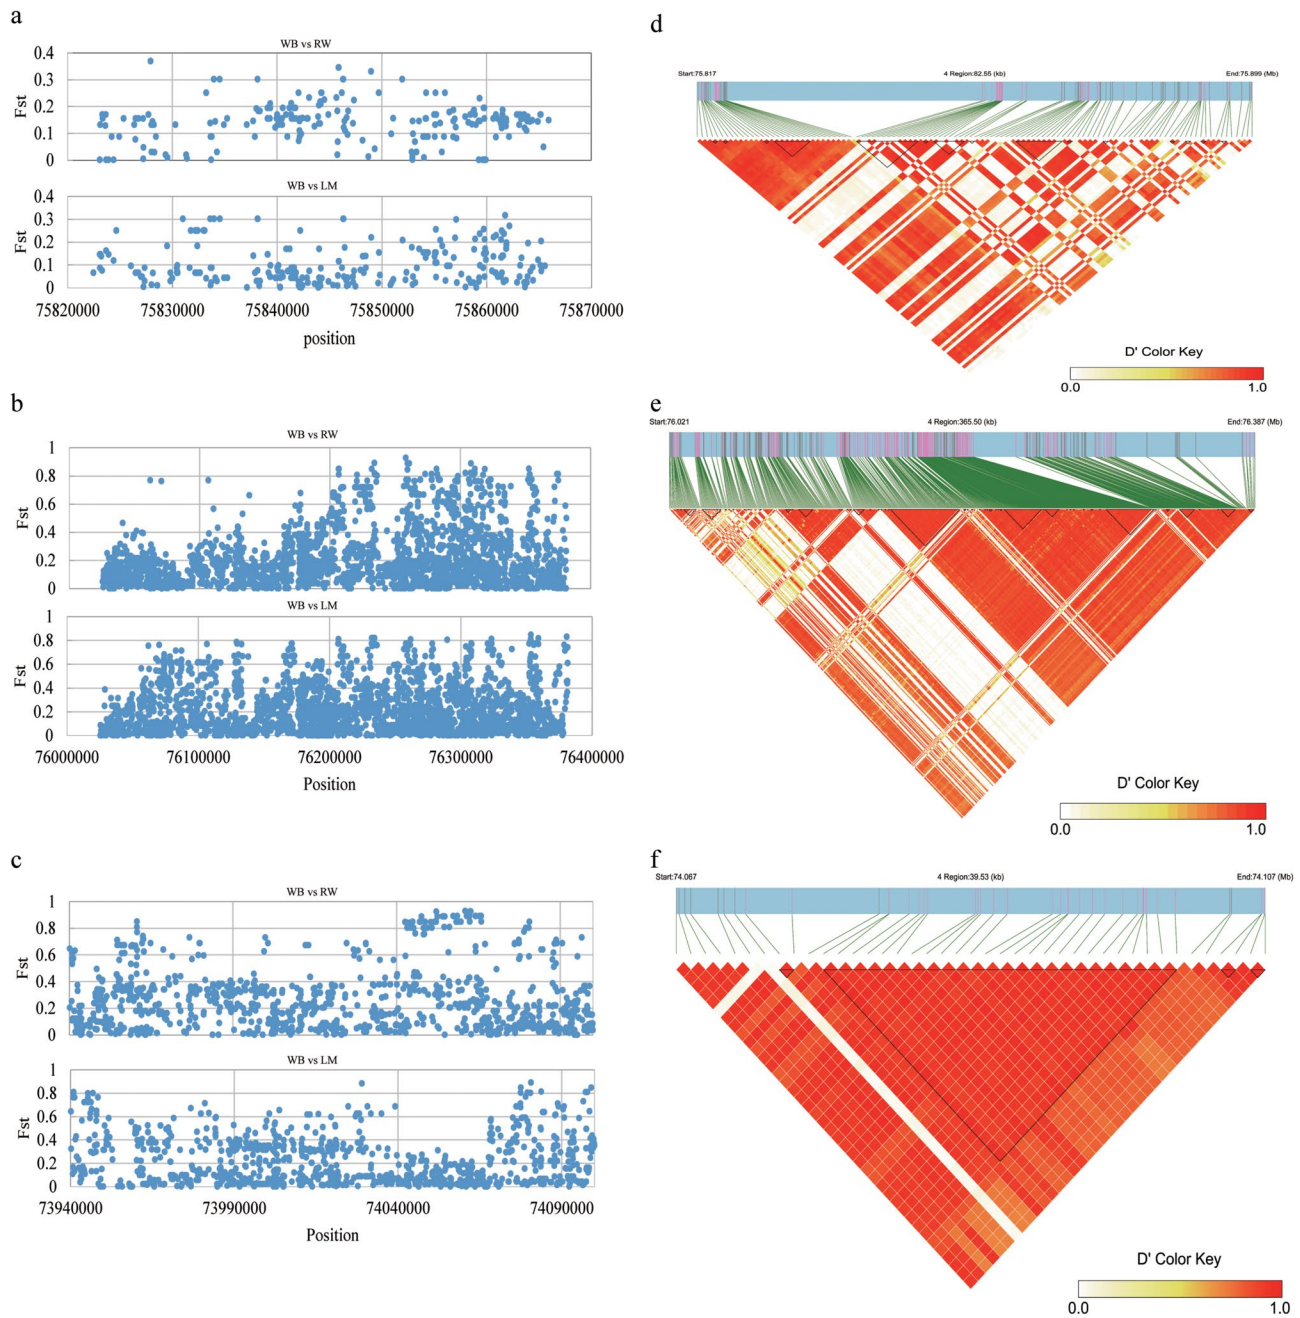 a
WB vs RW
0.4
0.3
0.2
0.1
0
Fst
WB vs LM
0.4
0.3
0.2
0.1
0
Fst
75820000 75830000 75840000 75850000 75860000 75870000
position
b
WB vs RW
1
0.8
0.6
0.4
0.2
0
Fst
WB vs LM
1
0.8
0.6
0.4
0.2
0
Fst
76000000 76100000 76200000 76300000 76400000
Position
c
WB vs RW
1
0.8
0.6
0.4
0.2
0
Fst
WB vs LM
1
0.8
0.6
0.4
0.2
0
Fst
73940000 73990000 74040000 74090000
Position
d
Start:75.817 4 Region:82.55 (kb) End:75.899 (Mb)
D' Color Key
0.0 1.0
e
Start:76.021 4 Region:365.50 (kb) End:76.387 (Mb)
D' Color Key
0.0 1.0
f
Start:74.067 4 Region:39.53 (kb) End:74.107 (Mb)
D' Color Key
0.0 1.0